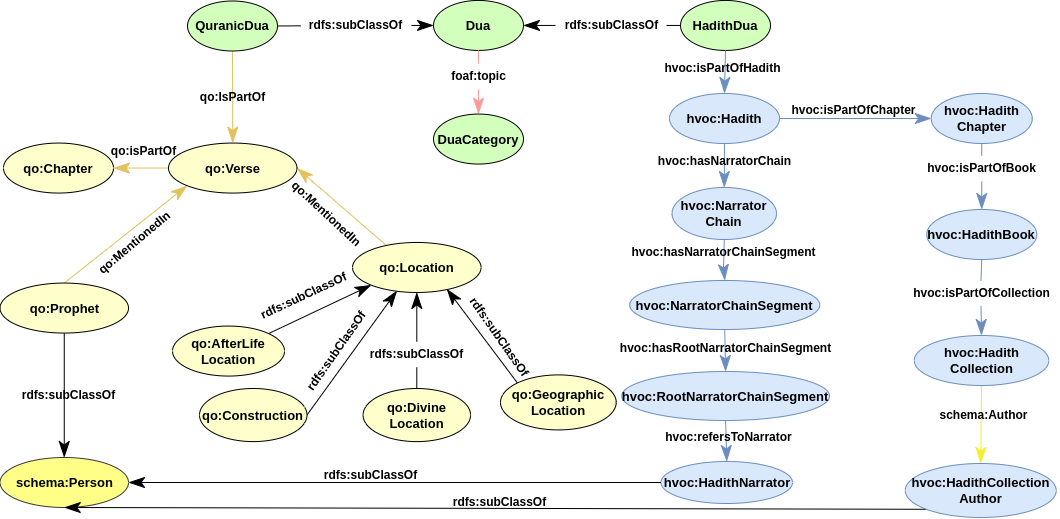 QuranicDua
rdfs:subClassOf
Dua
rdfs:subClassOf
HadithDua
foaf:topic
hvoc:isPartOfHadith
qo:IsPartOf
hvoc:Hadith
hvoc:isPartOfChapter
hvoc:Hadith
Chapter
DuaCategory
qo:Chapter
qo:isPartOf
qo:Verse
hvoc:hasNarratorChain
hvoc:isPartOfBook
qo:MentionedIn
qo:MentionedIn
hvoc:Narrator
Chain
hvoc:HadithBook
hvoc:hasNarratorChainSegment
qo:Location
hvoc:isPartOfCollection
qo:Prophet
rdfs:subClassOf
hvoc:NarratorChainSegment
qo:AfterLife
Location
rdfs:subClassOf
rdfs:subClassOf
rdfs:subClassOf
hvoc:hasRootNarratorChainSegment
hvoc:Hadith
Collection
rdfs:subClassOf
qo:Construction
qo:Divine
Location
qo:Geographic
Location
hvoc:RootNarratorChainSegment
schema:Author
hvoc:refersToNarrator
schema:Person
rdfs:subClassOf
hvoc:HadithNarrator
hvoc:HadithCollection
Author
rdfs:subClassOf